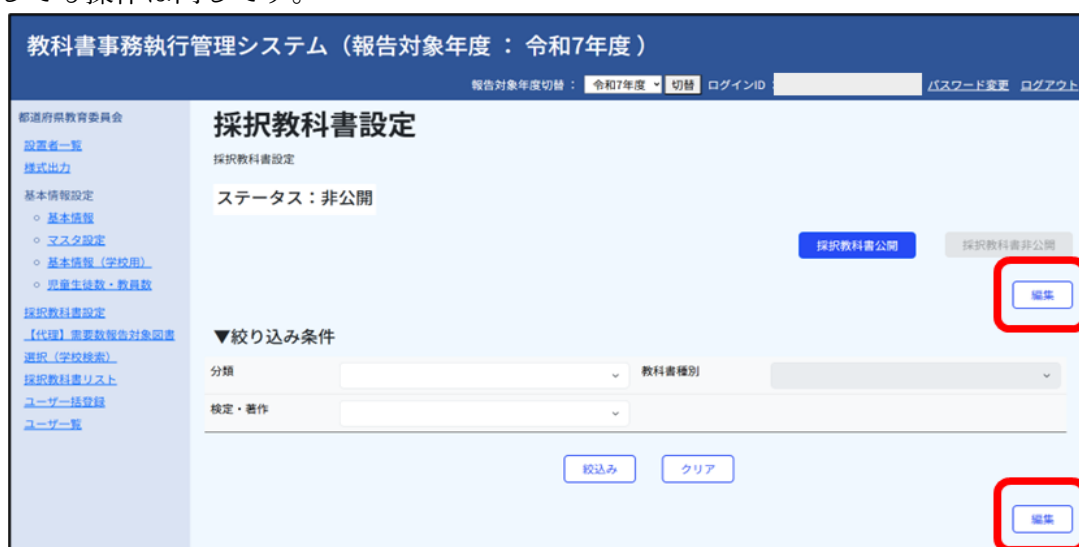 しても操作は同じです。
教科書事務執行管理システム（報告対象年度 ： 令和7年度 ）
報告対象年度切替： 令和7年度 切替 ログインID： パスワード変更 ログアウト
都道府県教育委員会
設置者一覧
様式出力
基本情報設定
基本情報
マスタ設定
基本情報（学校用）
児童生徒数・教員数
採択教科書設定
【代理】需要数報告対象図書
選択（学校検索）
採択教科書リスト
ユーザー括登録
ユーザ一覧
採択教科書設定
採択教科書設定
ステータス：非公開
採択教科書公開 採択教科書非公開
編集
▼絞り込み条件
分類 教科書種別
検定・著作
絞込み クリア
編集